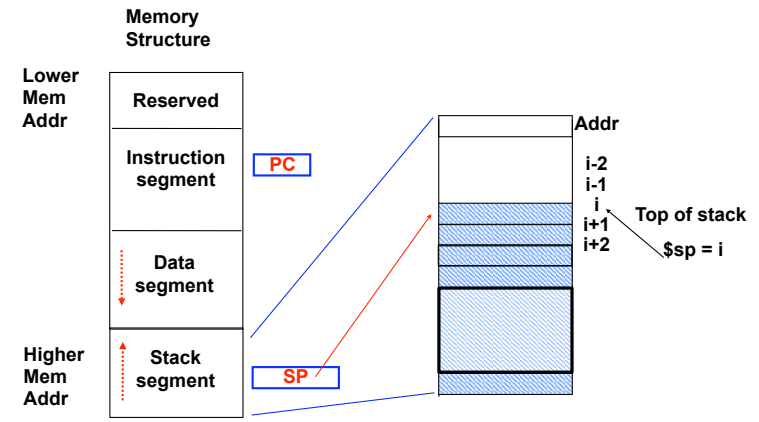 Memory
Structure
Lower
Mem
Addr
Reserved
Instruction
segment
PC
Data
segment
Higher
Mem
Addr
Stack
segment
SP
Addr
i-2
i-1
i
i+1
i+2
Top of stack
$sp = i